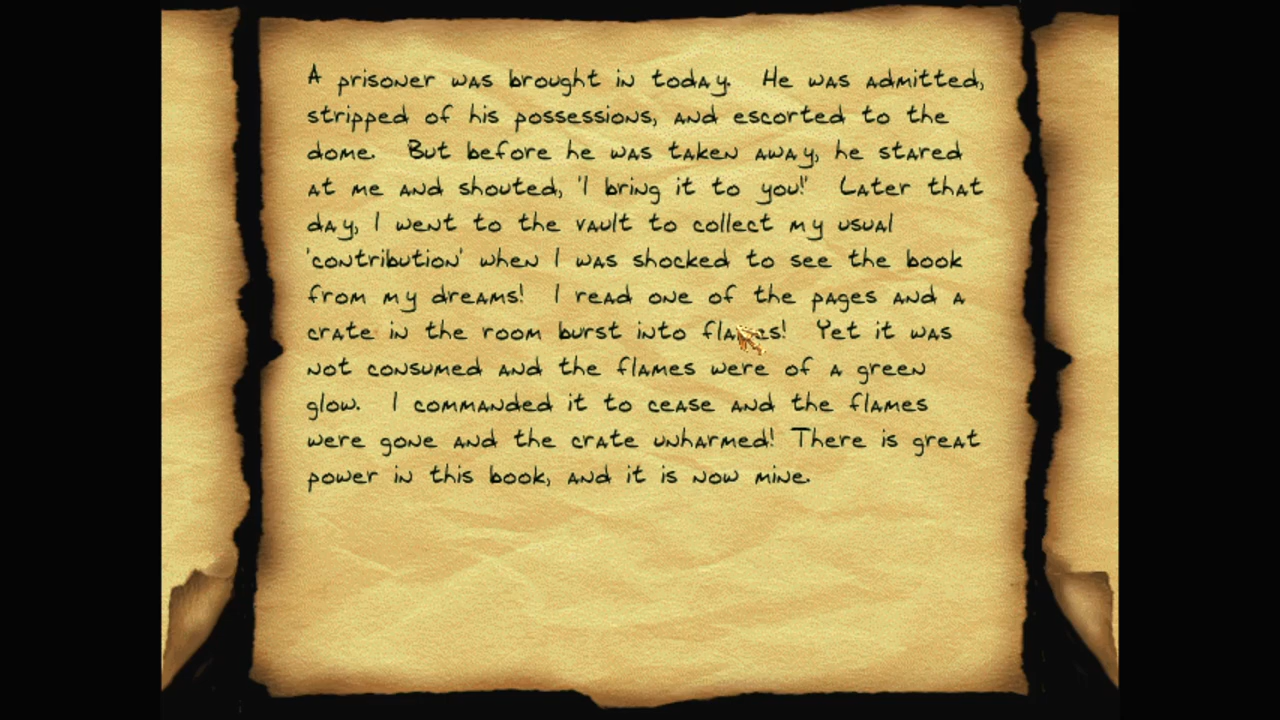 A prisoner was brought in today. He was admitted,
stripped of his possessions, and escorted to the
dome. But before he was taken away, he stared
at me and shouted, 'I bring it to you!' Later that
day, I went to the vault to collect my usual
'contribution' when I was shocked to see the book
from my dreams! I read one of the pages and a
crate in the room burst into flames! Yet it was
not consumed and the flames were of a green
glow. I commanded it to cease and the flames
were gone and the crate unharmed! There is great
power in this book, and it is now mine.